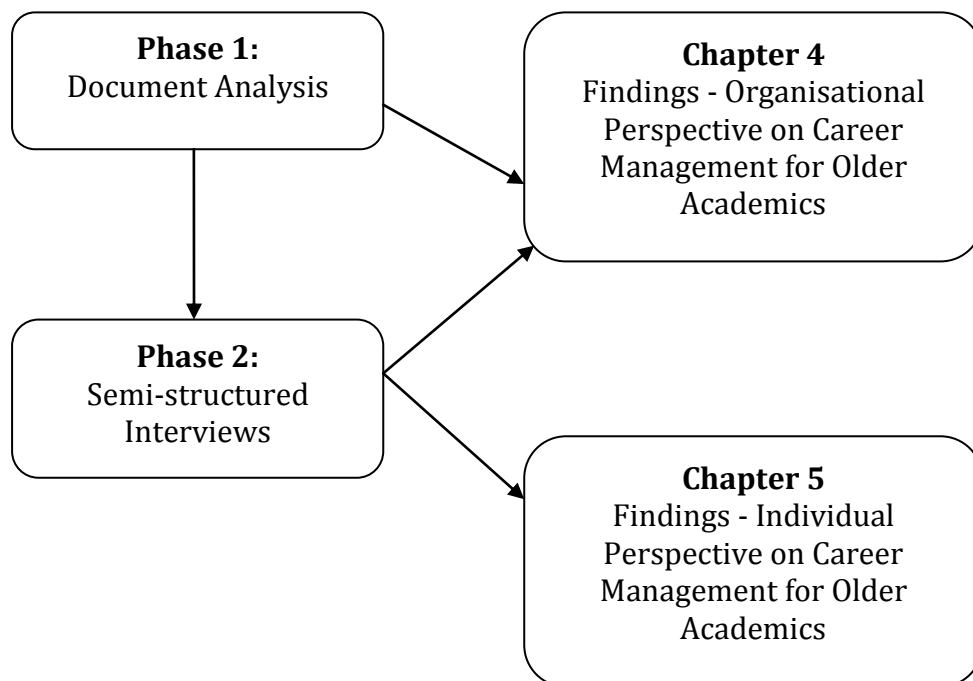 Phase 1:
Document Analysis
Chapter 4
Findings - Organisational
Perspective on Career
Management for Older
Academics
Phase 2:
Semi-structured
Interviews
Chapter 5
Findings - Individual
Perspective on Career
Management for Older
Academics